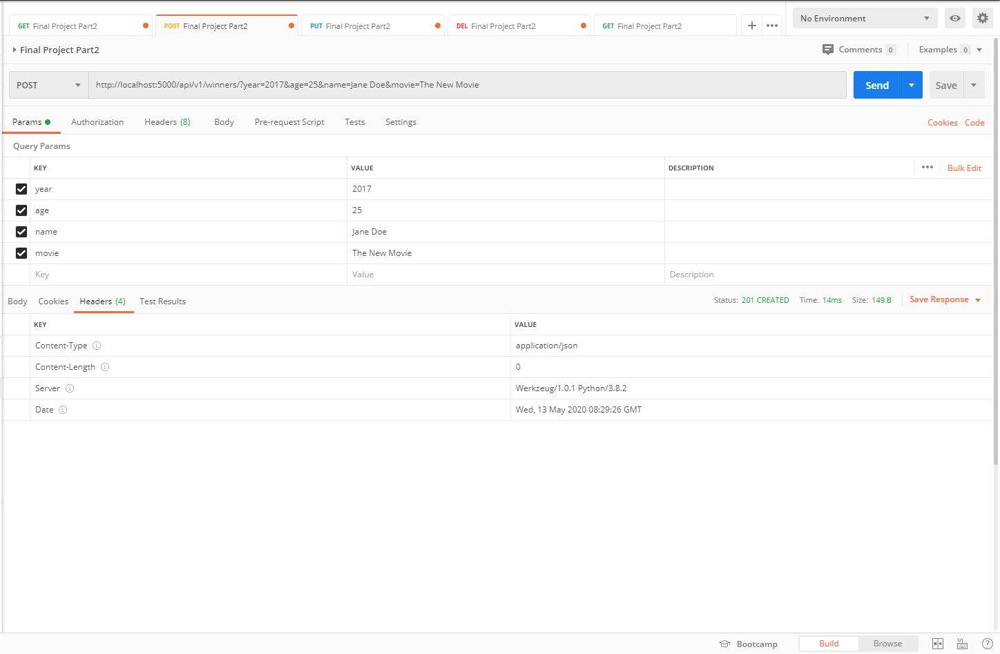 GET Final Project Part2 POST Final Project Part2 PUT Final Project Part2 DEL Final Project Part2 GET Final Project Part2 No Environment
Final Project Part2 Comments 0 Examples 0
POST http://localhost:5000/api/v1/winners/?year=2017&age=25&name=Jane Doe&movie=The New Movie Send Save
Params Authorization Headers (8) Body Pre-request Script Tests Settings Cookies Code
Query Params
KEY VALUE DESCRIPTION Bulk Edit
year 2017
age 25
name Jane Doe
movie The New Movie
Key Value Description
Body Cookies Headers (4) Test Results Status: 201 CREATED Time: 14ms Size: 149 B Save Response
KEY VALUE
Content-Type application/json
Content-Length 0
Server Werkzeug/1.0.1 Python/3.8.2
Date Wed, 13 May 2020 08:29:26 GMT
Bootcamp Build Browse